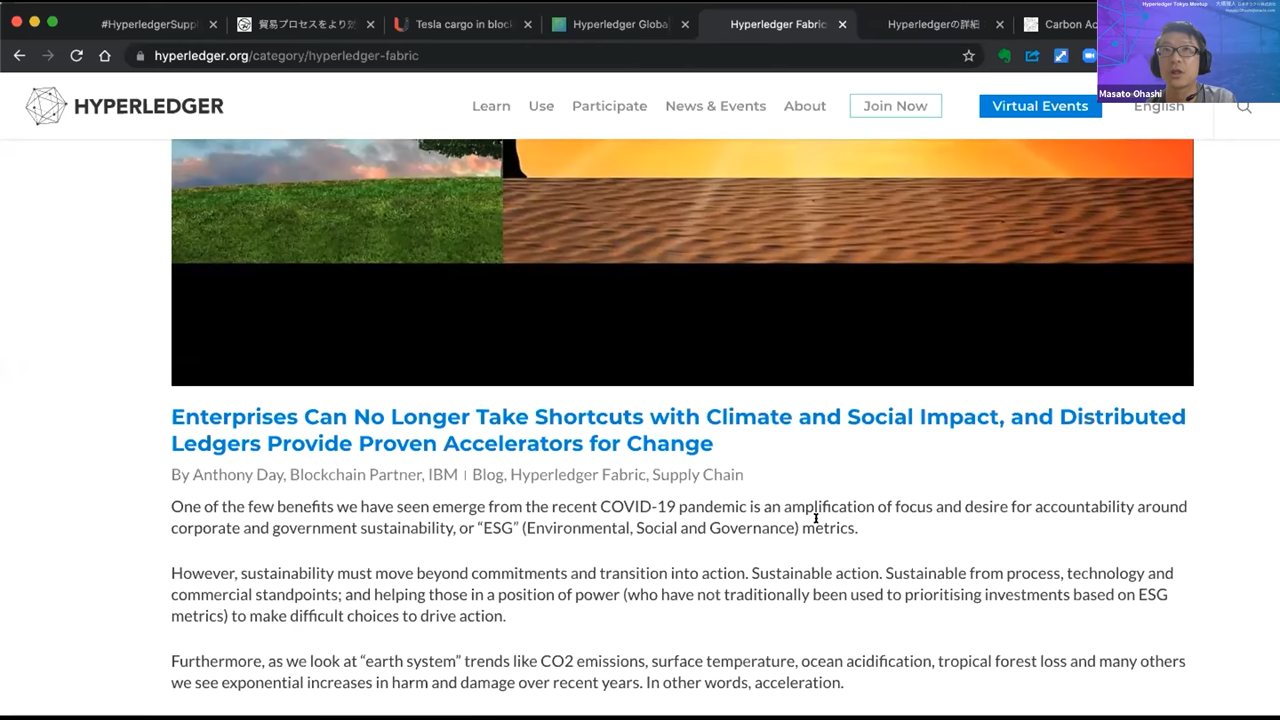 #HyperledgerSuppl
貿易プロセスをより効
Tesla cargo in bloc
Hyperledger Globa
Hyperledger Fabric
Hyperledgerの詳細
Carbon Ac
hyperledger.org/category/hyperledger-fabric
Hyperledger Tokyo Meetup
Masato Ohashi
HYPERLEDGER
Learn
Use
Participate
News & Events
About
Join Now
Virtual Events
English
Enterprises Can No Longer Take Shortcuts with Climate and Social Impact, and Distributed
Ledgers Provide Proven Accelerators for Change
By Anthony Day, Blockchain Partner, IBM | Blog, Hyperledger Fabric, Supply Chain
One of the few benefits we have seen emerge from the recent COVID-19 pandemic is an amplification of focus and desire for accountability around
corporate and government sustainability, or “ESG” (Environmental, Social and Governance) metrics.
However, sustainability must move beyond commitments and transition into action. Sustainable action. Sustainable from process, technology and
commercial standpoints; and helping those in a position of power (who have not traditionally been used to prioritising investments based on ESG
metrics) to make difficult choices to drive action.
Furthermore, as we look at “earth system” trends like CO2 emissions, surface temperature, ocean acidification, tropical forest loss and many others
we see exponential increases in harm and damage over recent years. In other words, acceleration.